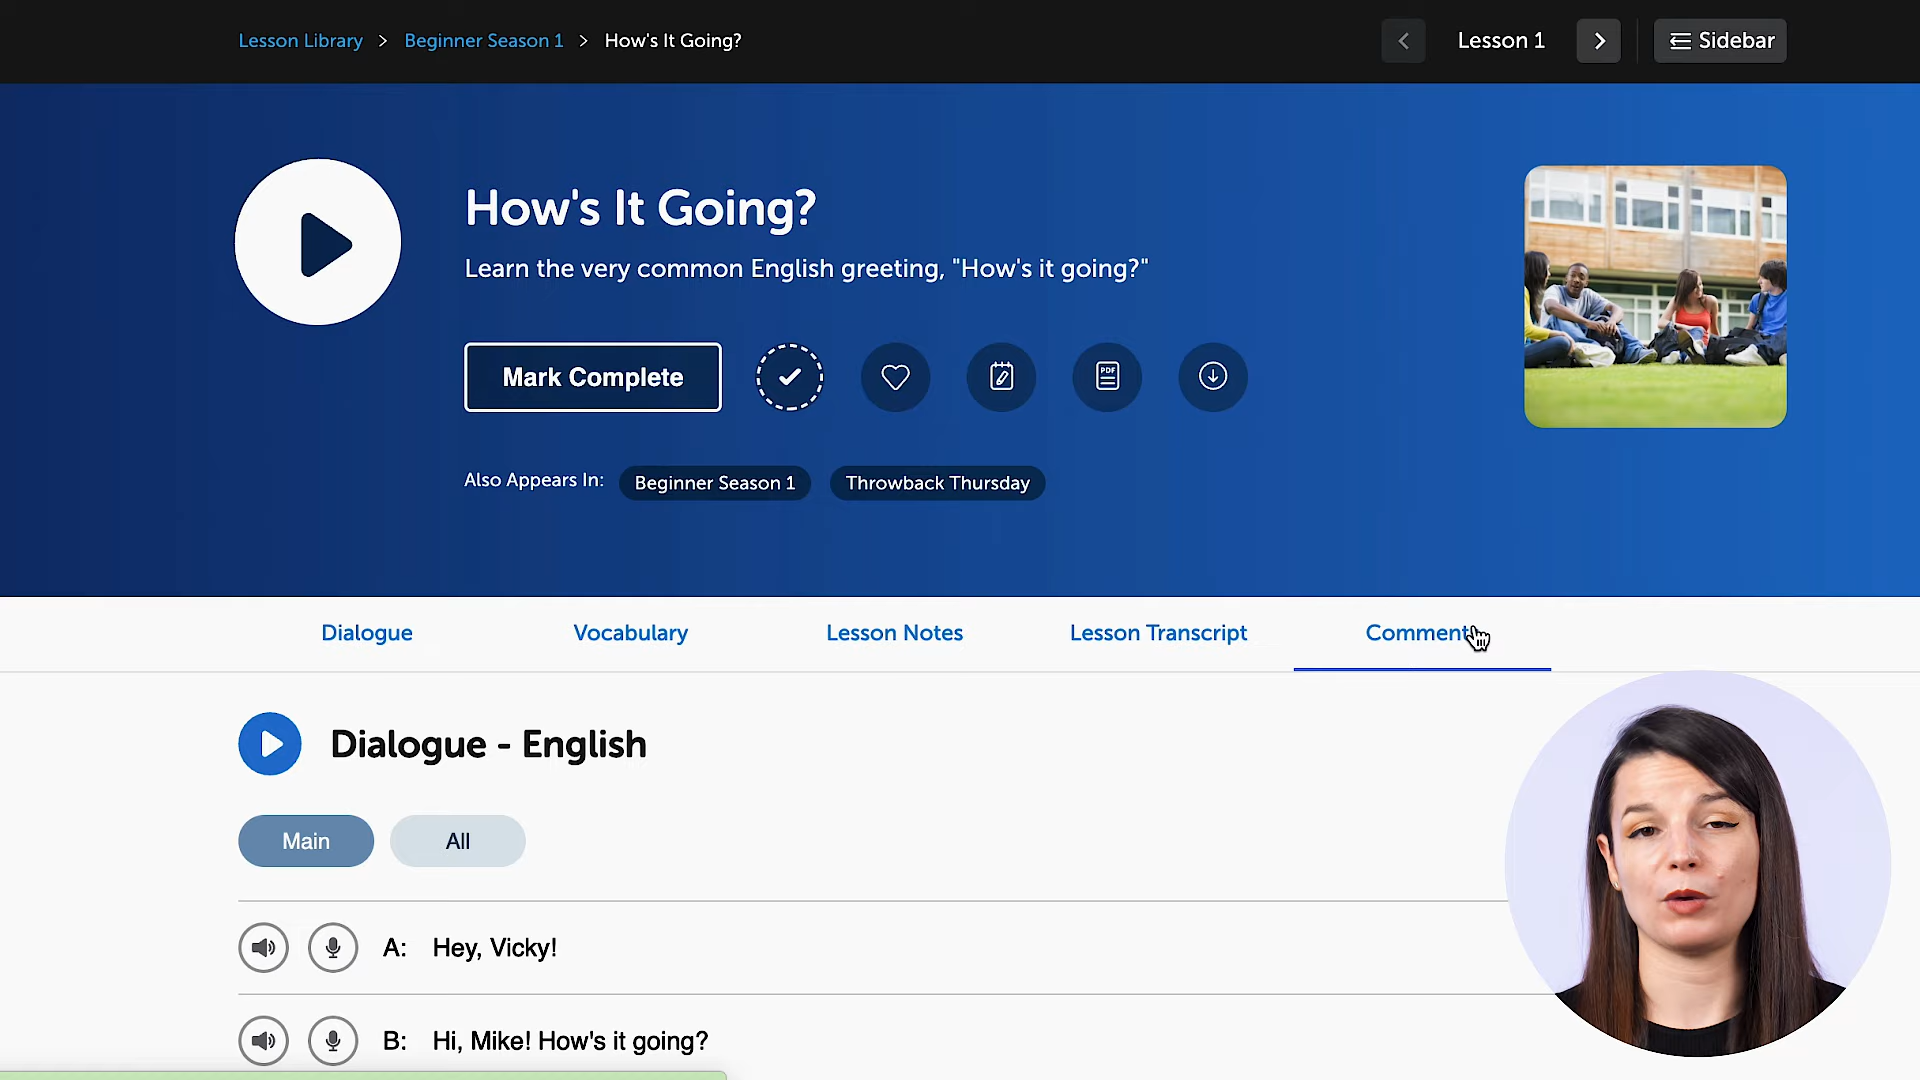 Lesson Library > Beginner Season 1 > How's It Going?
Lesson 1
Sidebar
How's It Going?
Learn the very common English greeting, "How's it going?"
Mark Complete
PDF
Also Appears In: Beginner Season 1 Throwback Thursday
Dialogue Vocabulary Lesson Notes Lesson Transcript Comment
Dialogue - English
Main All
A: Hey, Vicky!
B: Hi, Mike! How's it going?